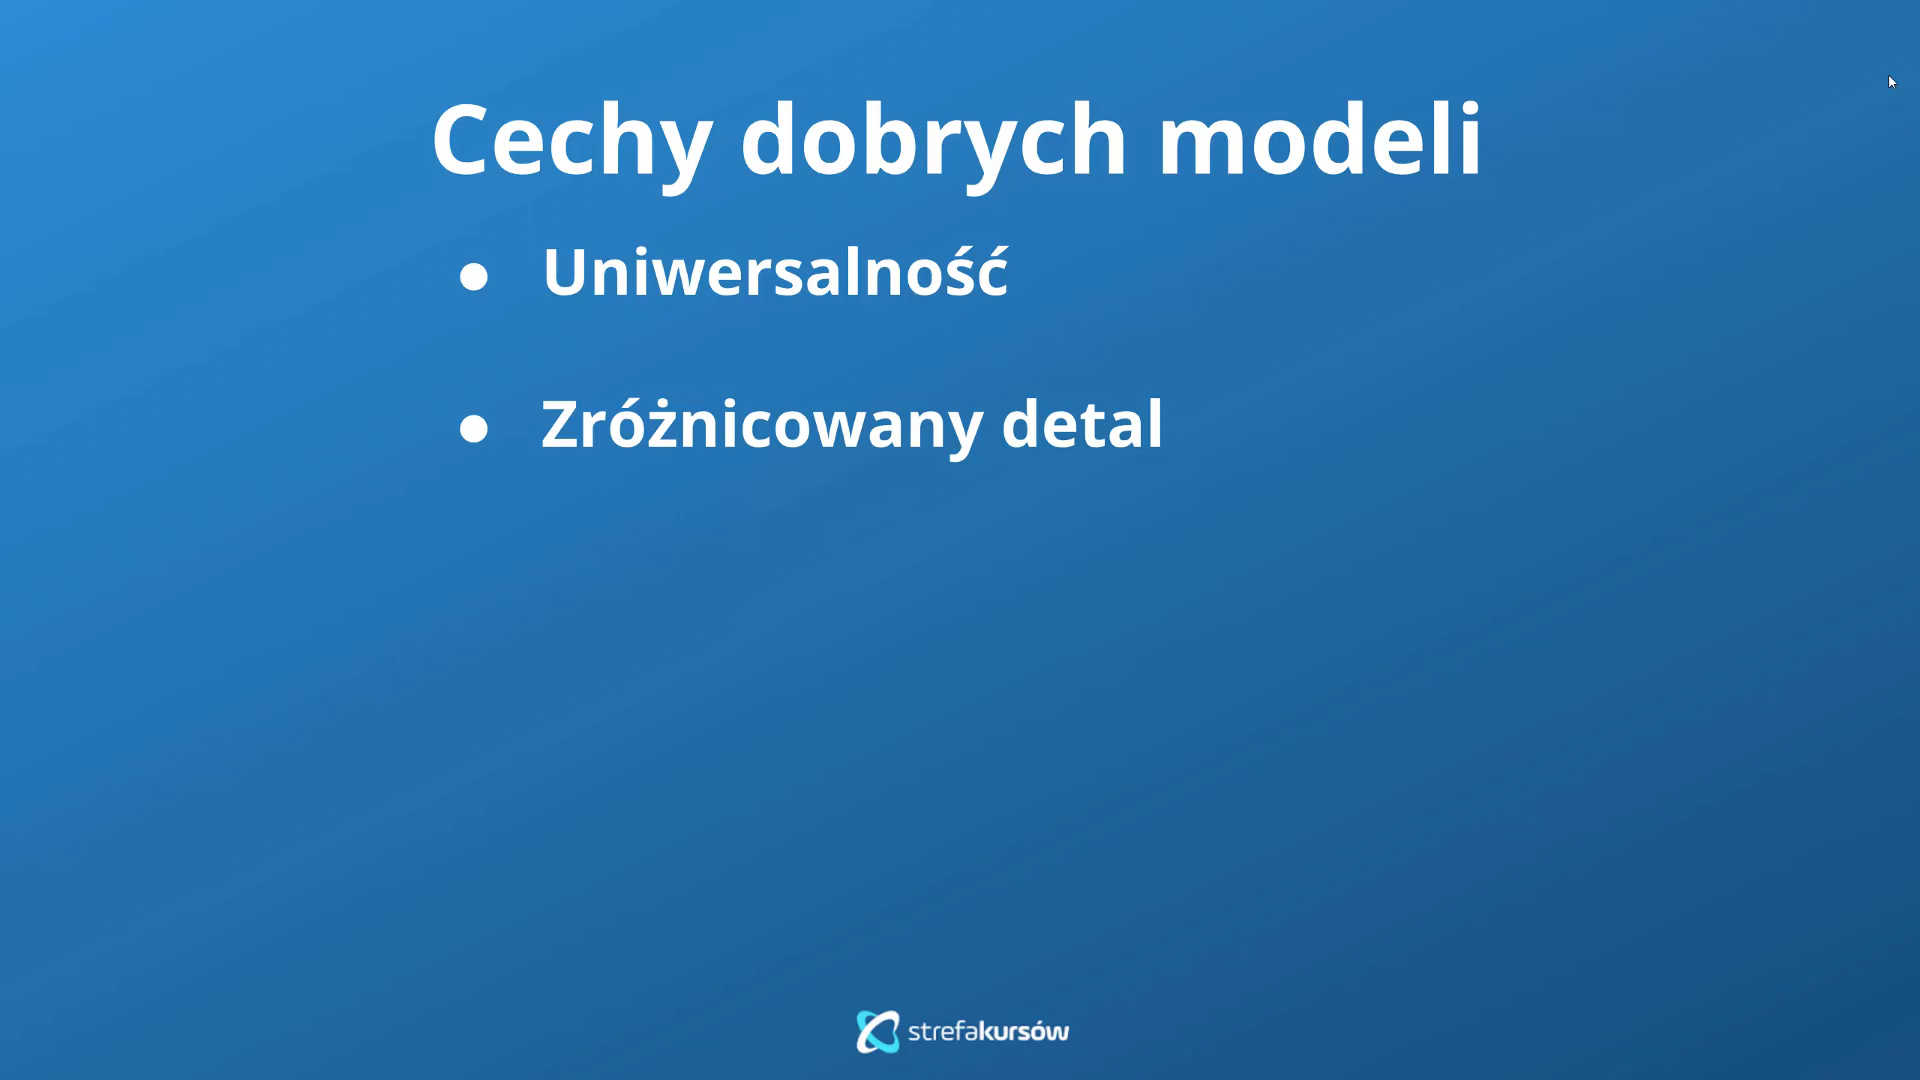 Cechy dobrych modeli
● Uniwersalność
● Zróżnicowany detal
strefakursów